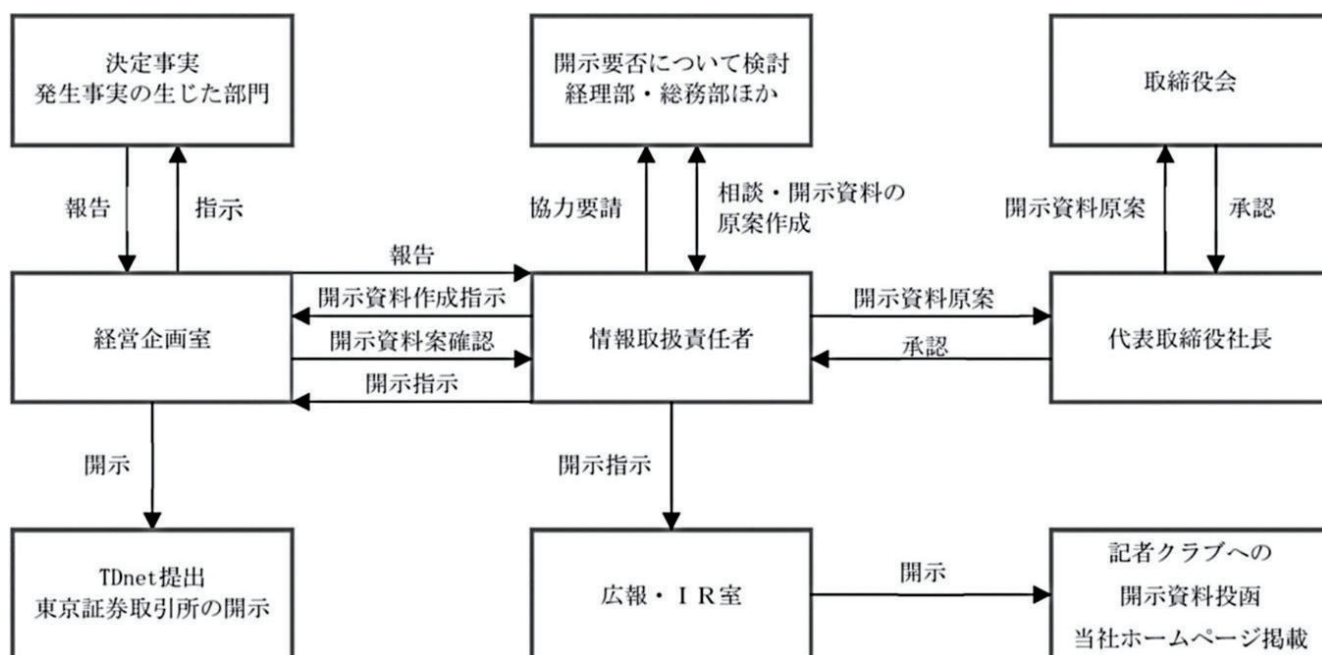 決定事実
発生事実の生じた部門
開示要否について検討
経理部・総務部ほか
取締役会
報告
指示
協力要請
相談・開示資料の
原案作成
開示資料原案
承認
報告
開示資料作成指示
開示資料案確認
開示指示
経営企画室
情報取扱責任者
開示資料原案
承認
代表取締役社長
開示
開示指示
TDnet提出
東京証券取引所の開示
広報・ＩＲ室
開示
記者クラブへの
開示資料投函
当社ホームページ掲載